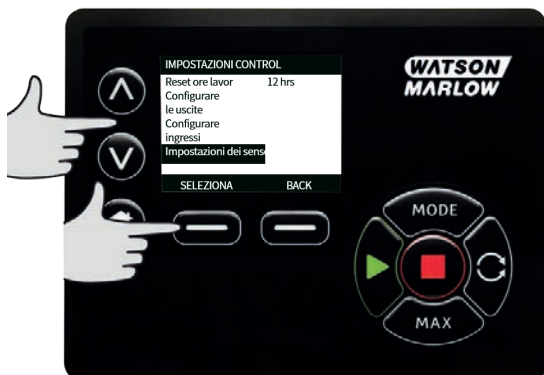 IMPOSTAZIONI CONTROL
Reset ore lavor 12 hrs
Configurare
le uscite
Configurare
ingressi
Impostazioni dei sens
SELEZIONA BACK
WATSON
MARLOW
MODE
MAX